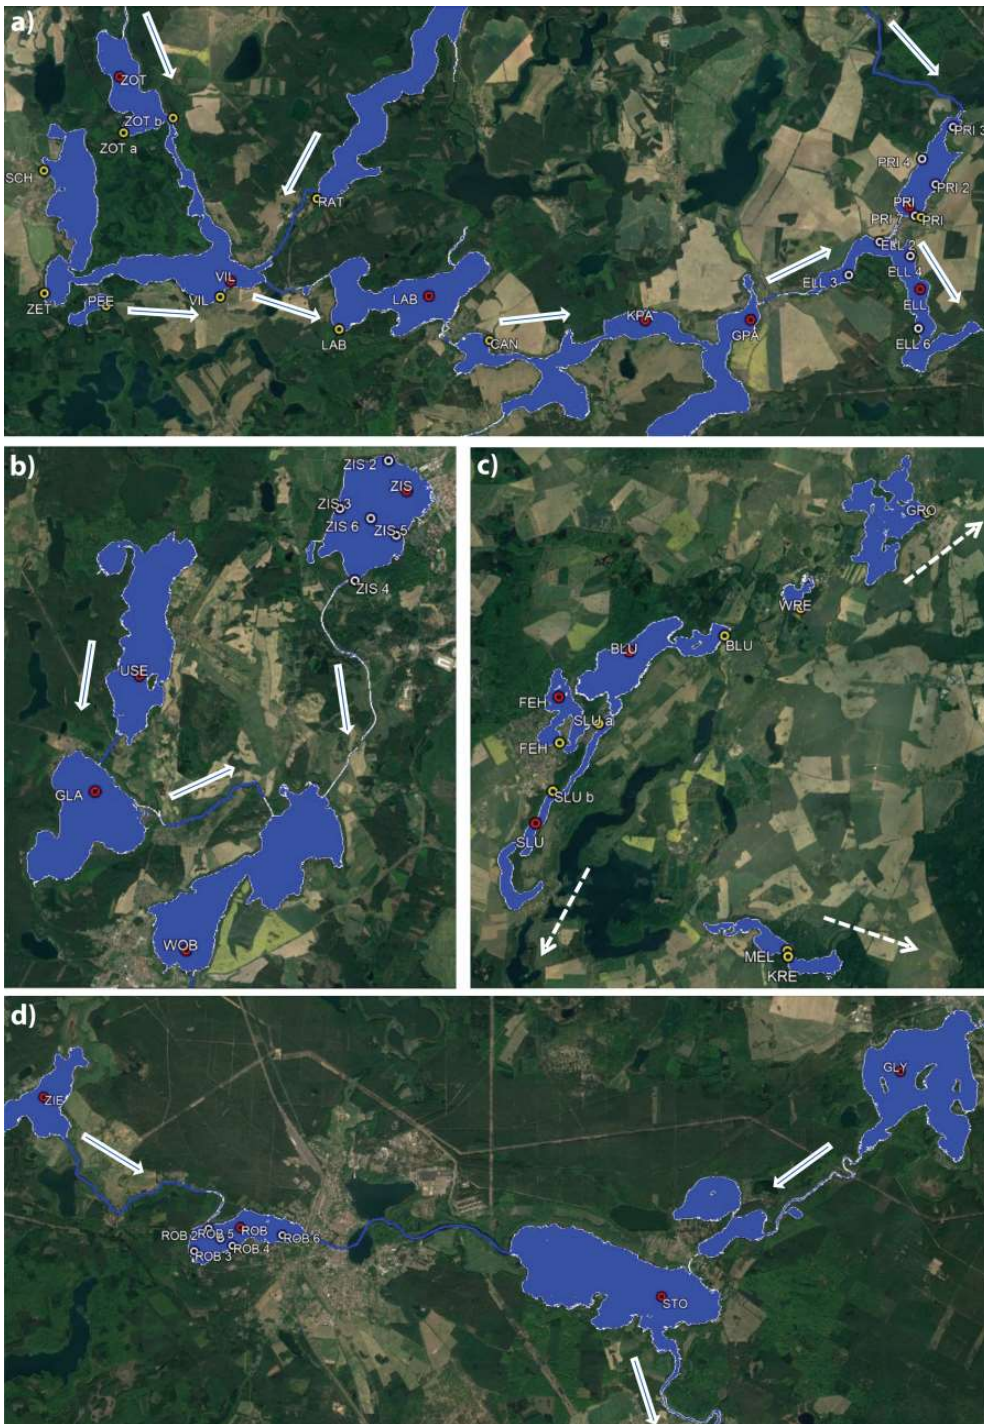 a)
ZOT
ZOT b
ZOT a
PRI 3
PRI 4
SCH
PRI 2
RAT
PRI
PRI 7
PRI
ELL 2
ELL 4
VIL
ELL 3
ZET
PEE
VIL
LAB
ELL
KPA
GPA
LAB
CAN
ELL 6
b)
ZIS 2
ZIS
ZIS 3
ZIS 6
ZIS 5
ZIS 4
USE
GLA
WOB
c)
GRO
WRE
BLU
BLU
FEH
SLU a
FEH
SLU b
SLU
MEL
KRE
d)
GLY
ZIE
ROB 2
ROB 5
ROB
ROB 6
ROB 4
ROB 3
STO